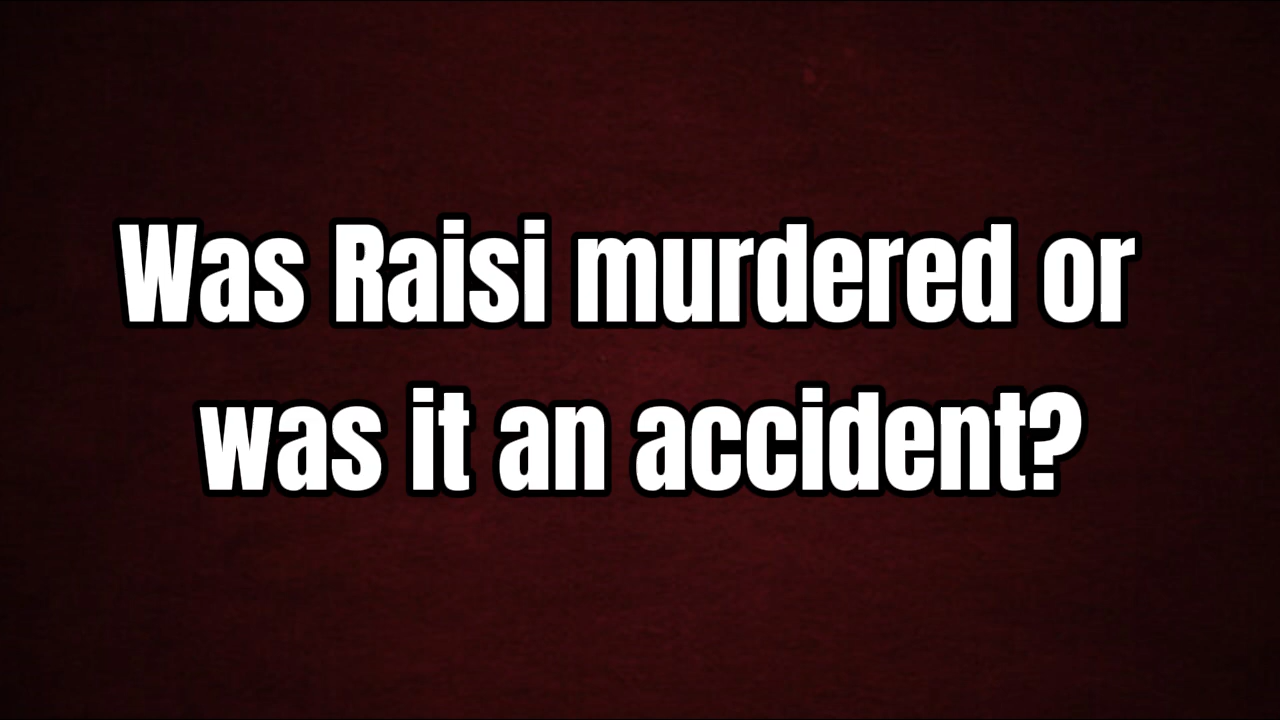 Was Raisi murdered or
was it an accident?